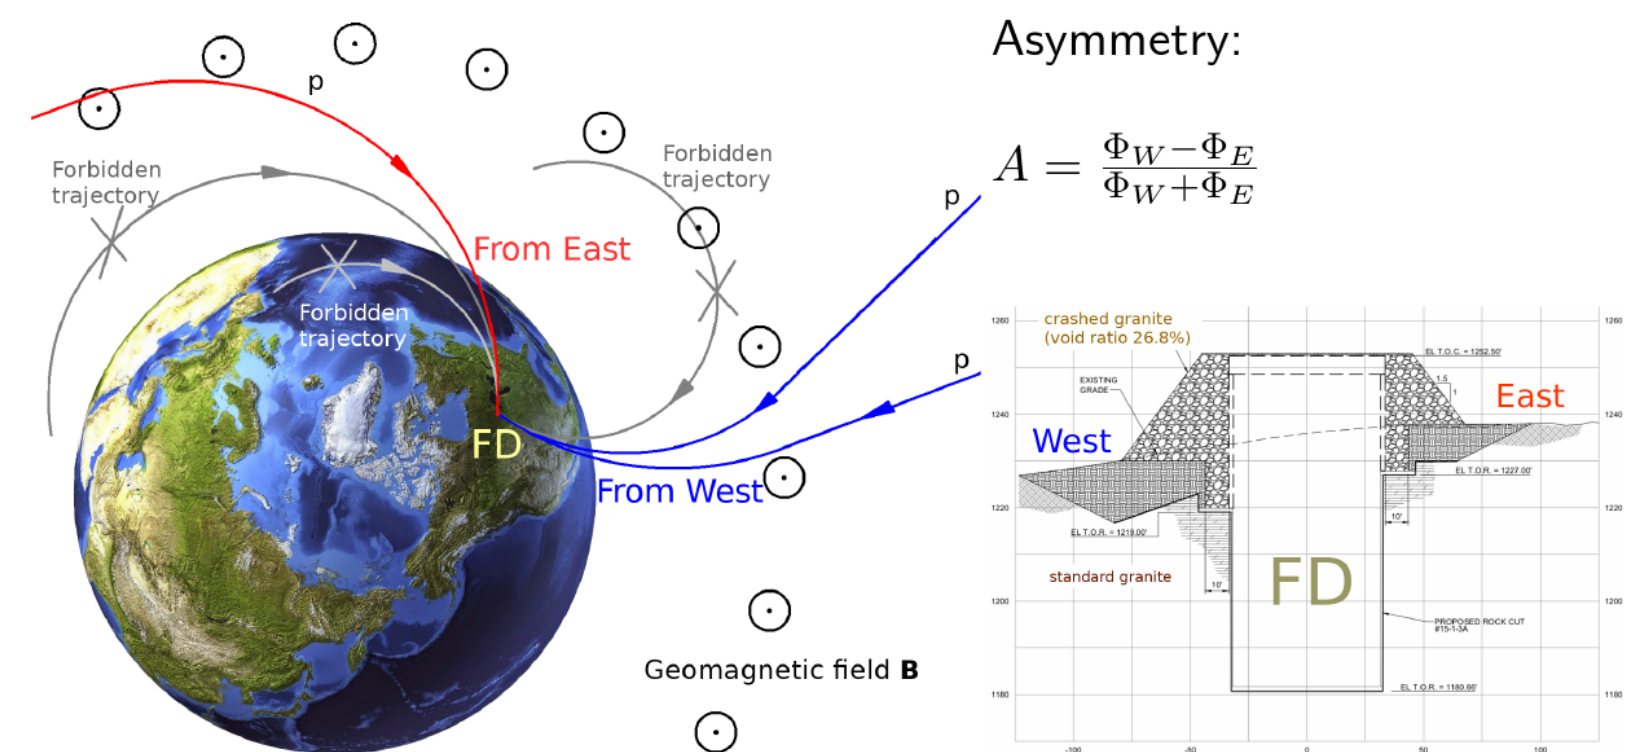 Asymmetry:
A = Φ_W − Φ_E / Φ_W + Φ_E
p
Forbidden
trajectory
Forbidden
trajectory
From East
p
Forbidden
trajectory
p
FD
From West
Geomagnetic field B
crashed granite
(void ratio 26.8%)
1260
1260
EL T.O.C. = 1252.50'
EXISTING
GRADE
1.5
1
East
1240
1240
West
EL T.O.R. = 1227.00'
1220
1220
10'
EL T.O.R. = 1219.00'
standard granite
10'
FD
1200
1200
PROPOSED ROCK CUT
#15-1-3A
EL T.O.R. = 1180.66'
1180
1180
-100
-50
0
50
100